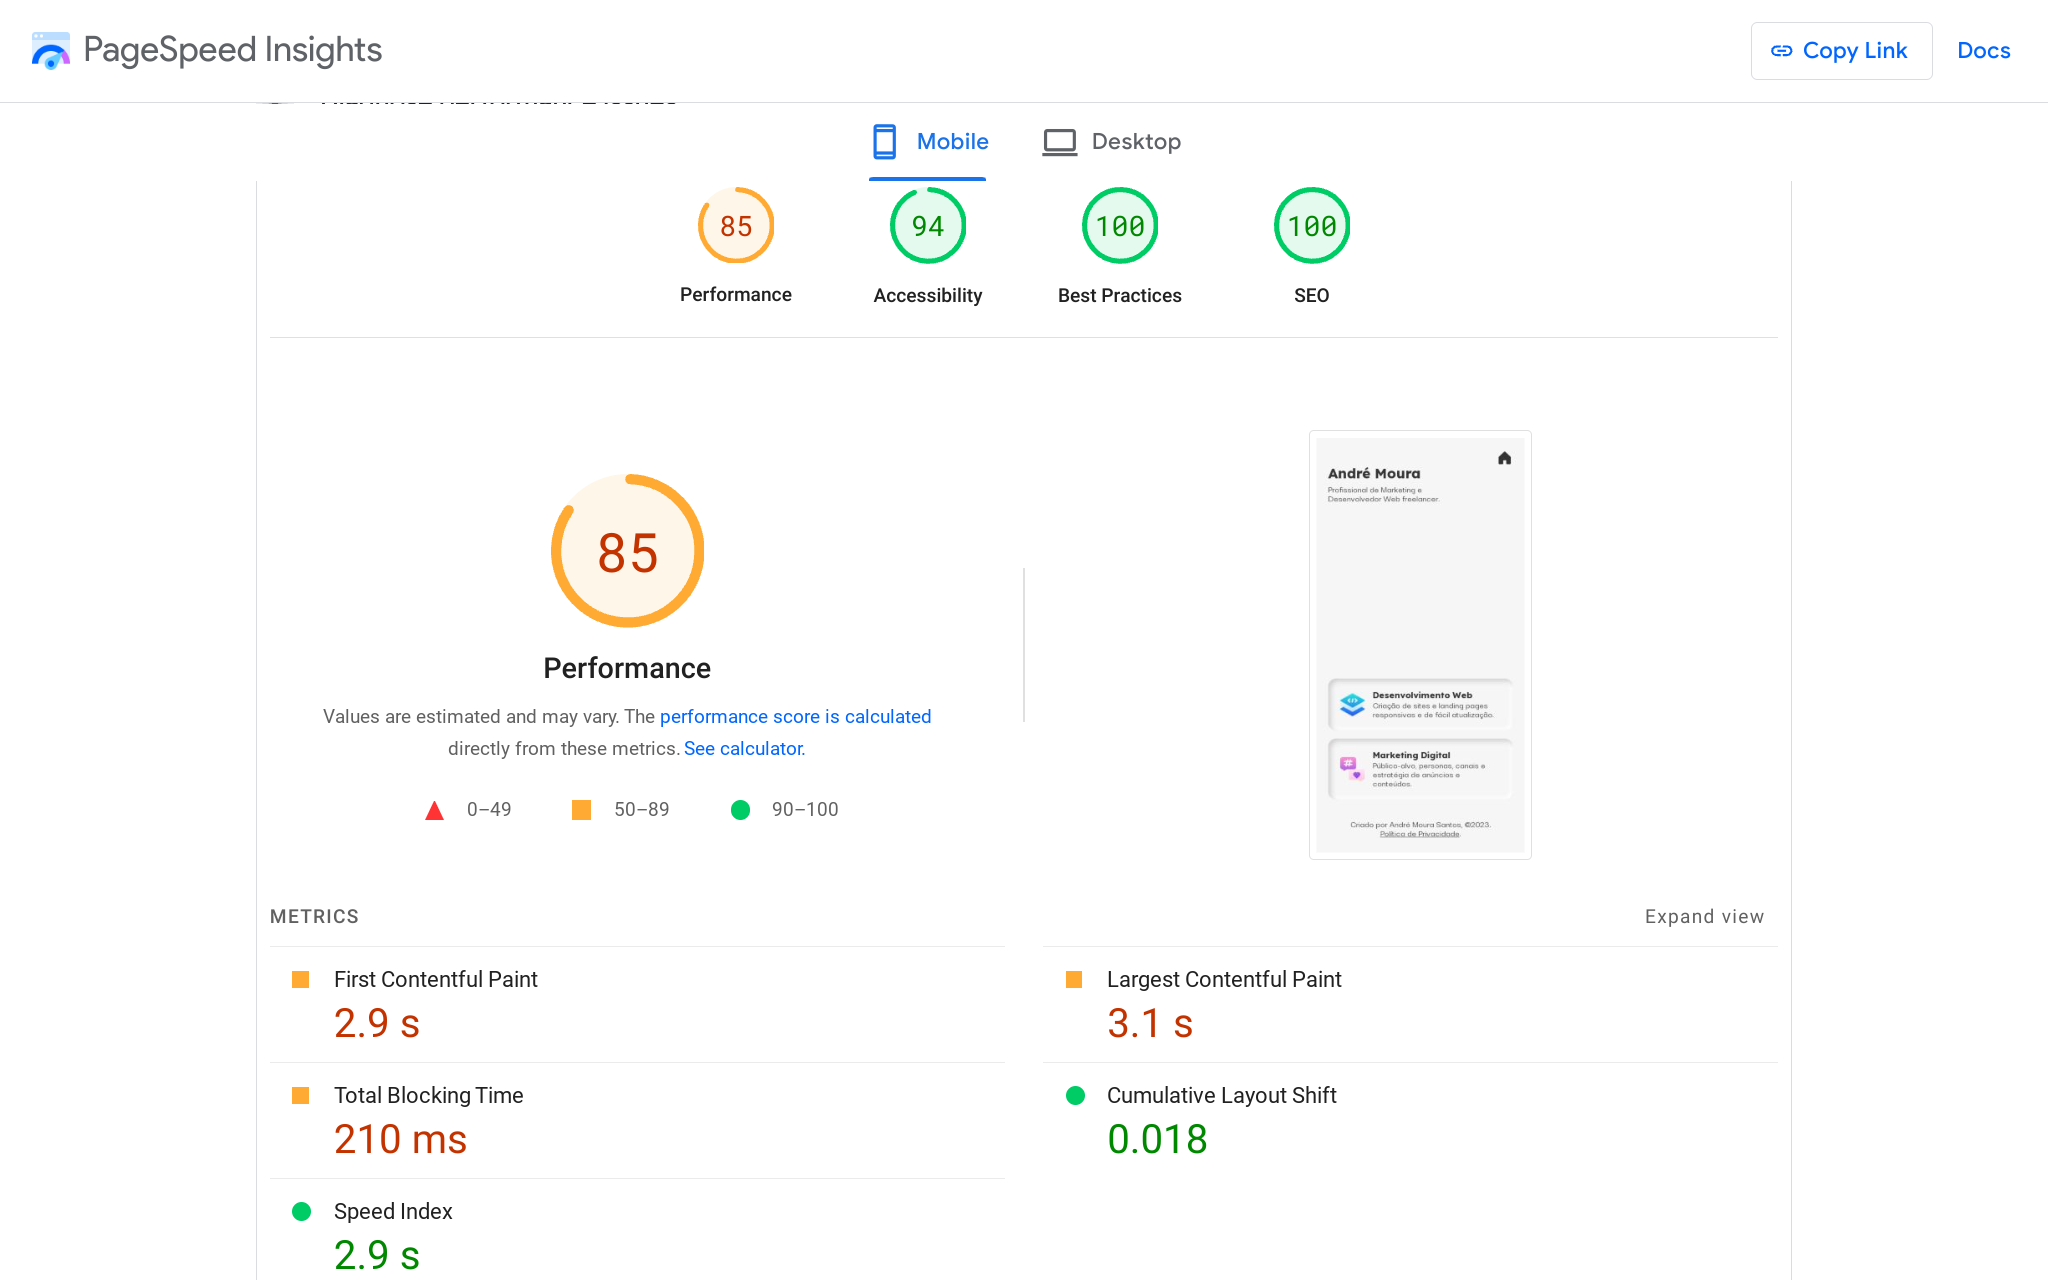 PageSpeed Insights
Copy Link
Docs
Mobile
Desktop
85
94
100
100
Performance
Accessibility
Best Practices
SEO
85
Performance
Values are estimated and may vary. The performance score is calculated
directly from these metrics. See calculator.
0–49
50–89
90–100
André Moura
Profissional de Marketing e
Desenvolvedor Web freelancer.
Desenvolvimento Web
Criação de sites e landing pages
responsivos e de fácil atualização.
Marketing Digital
Público-alvo, personas, canais e
estratégia de anúncios e
conteúdos.
Criado por André Moura Santos, ©2023.
Política de Privacidade.
METRICS
Expand view
First Contentful Paint
2.9 s
Largest Contentful Paint
3.1 s
Total Blocking Time
210 ms
Cumulative Layout Shift
0.018
Speed Index
2.9 s